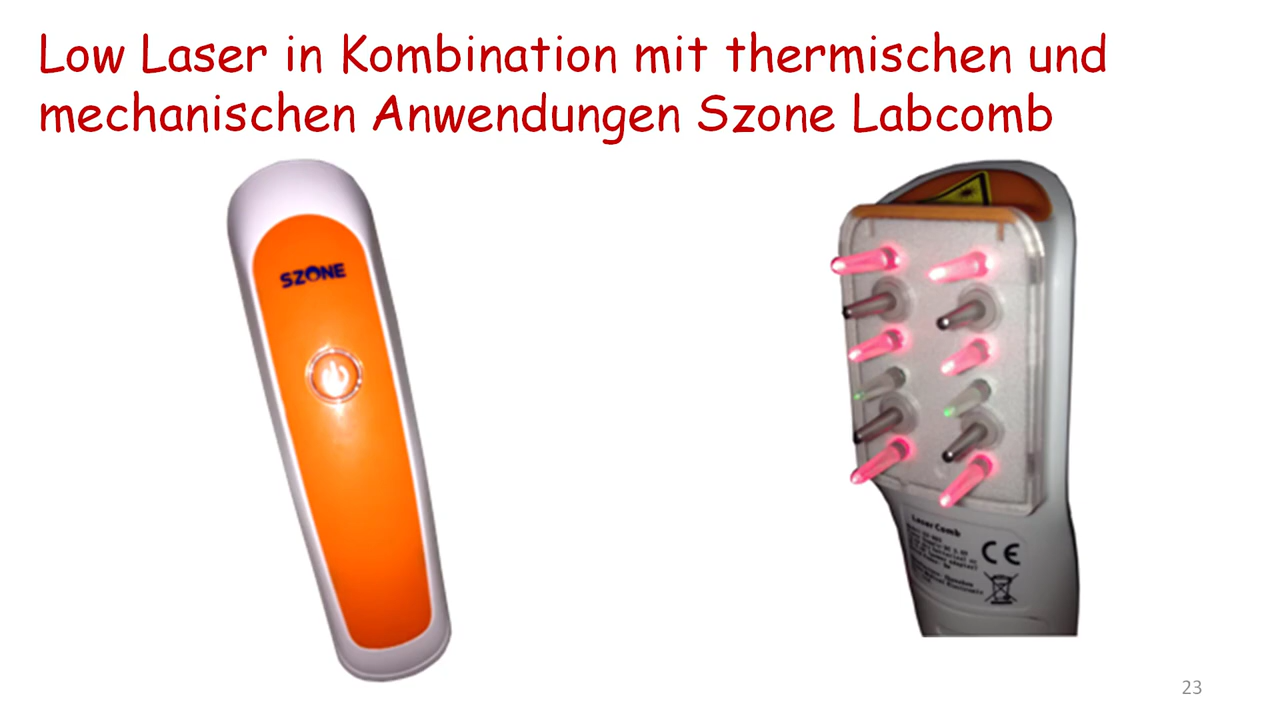 Low Laser in Kombination mit thermischen und
mechanischen Anwendungen Szone Labcomb
SZONE
Laser Comb
CE
23